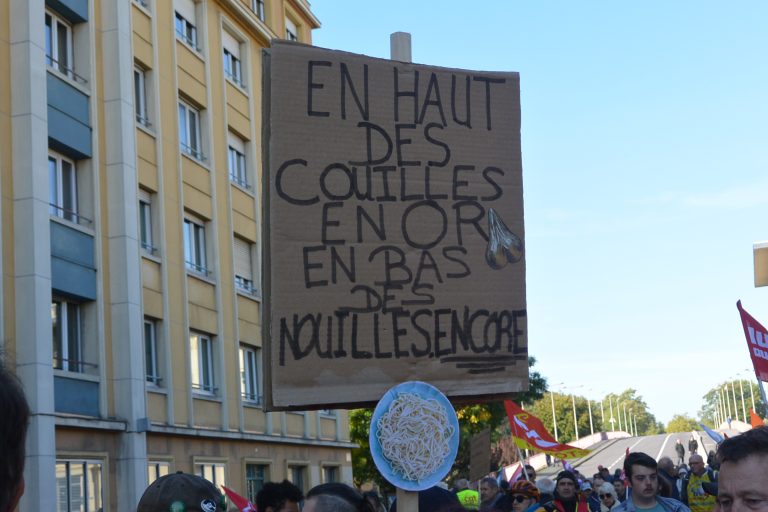 EN HAUT
DES
COUILLES
EN OR
EN BAS
DES
NOUILLES.ENCORE